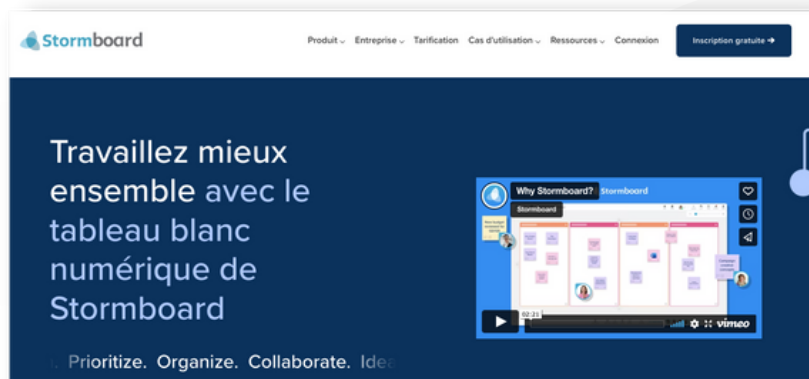 Stormboard
Produit Entreprise Tarification Cas d'utilisation Ressources Connexion
Inscription gratuite →
Travaillez mieux
ensemble avec le
tableau blanc
numérique de
Stormboard
Why Stormboard? Stormboard
Stormboard
02:21
vimeo
. Prioritize. Organize. Collaborate. Idea